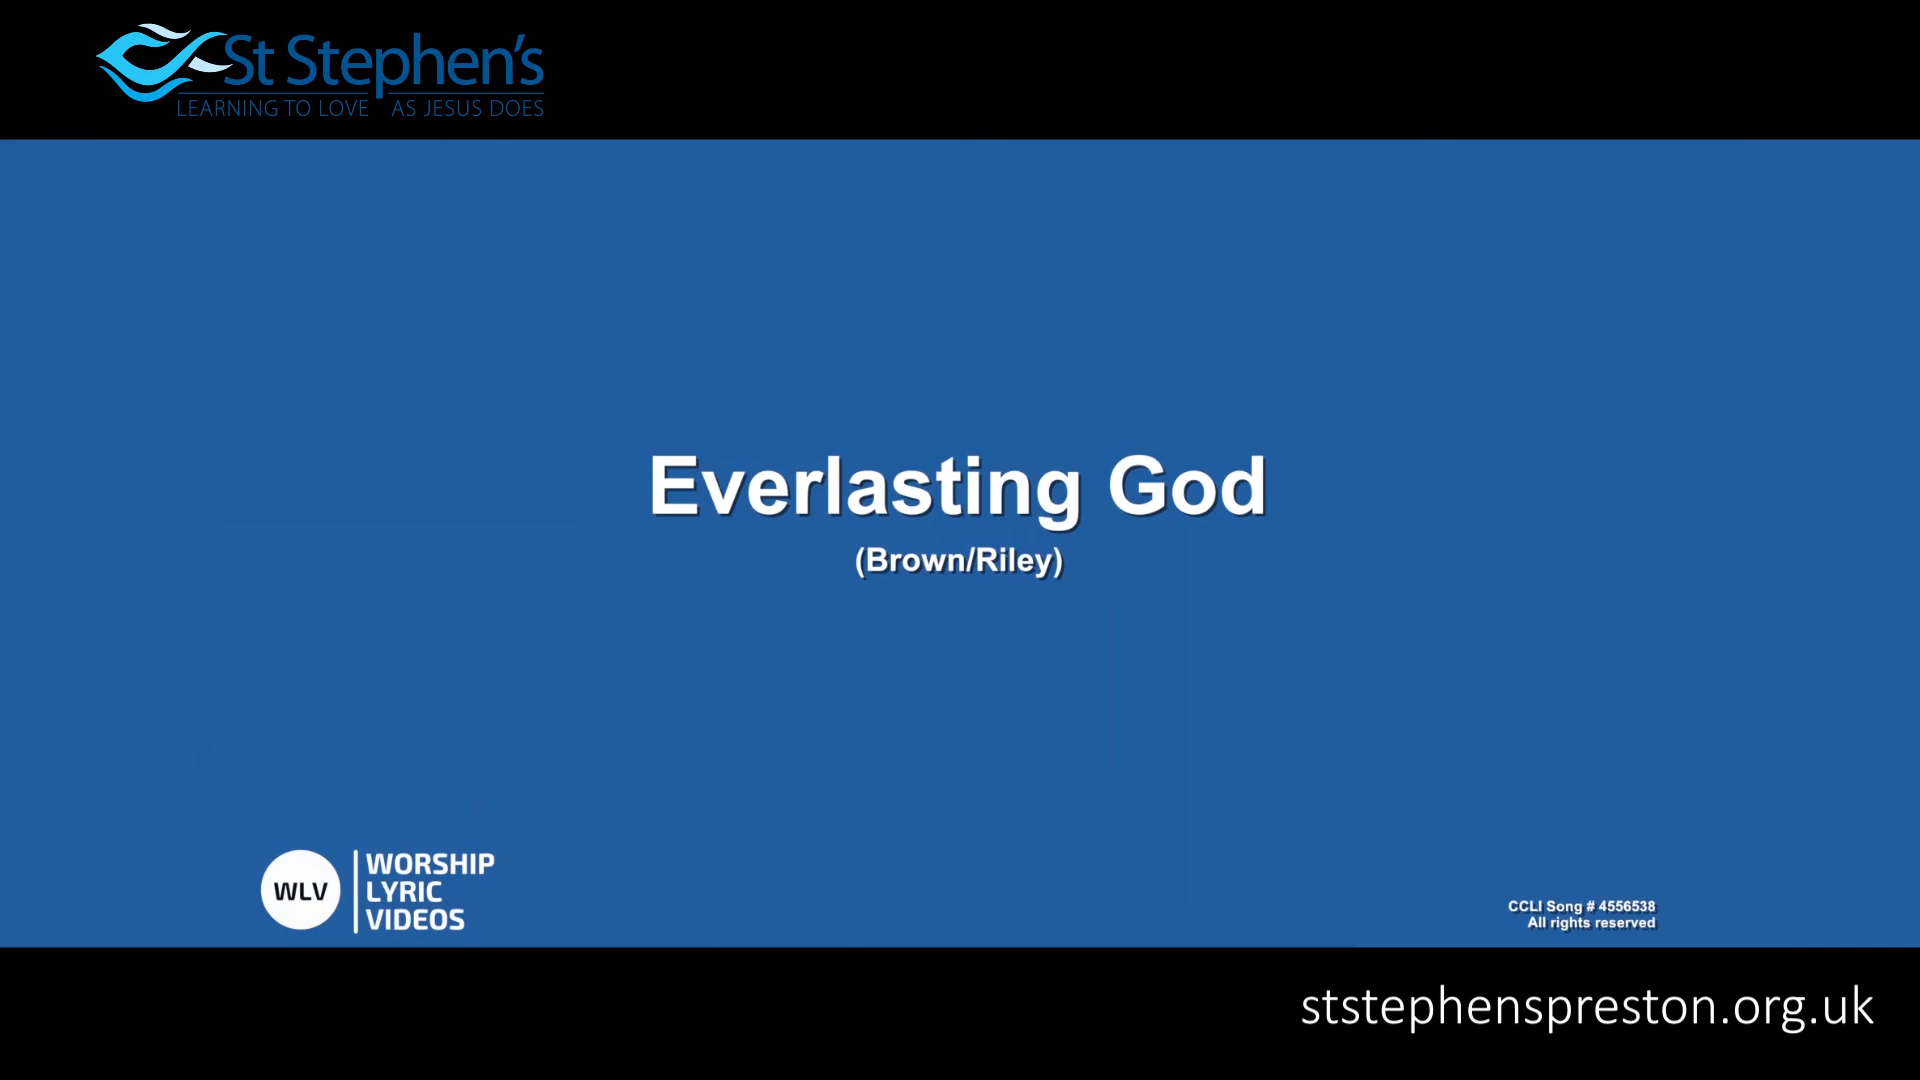 St Stephen's
LEARNING TO LOVE AS JESUS DOES
Everlasting God
(Brown/Riley)
WLV
WORSHIP
LYRIC
VIDEOS
CCLI Song # 4556538
All rights reserved
ststephenspreston.org.uk